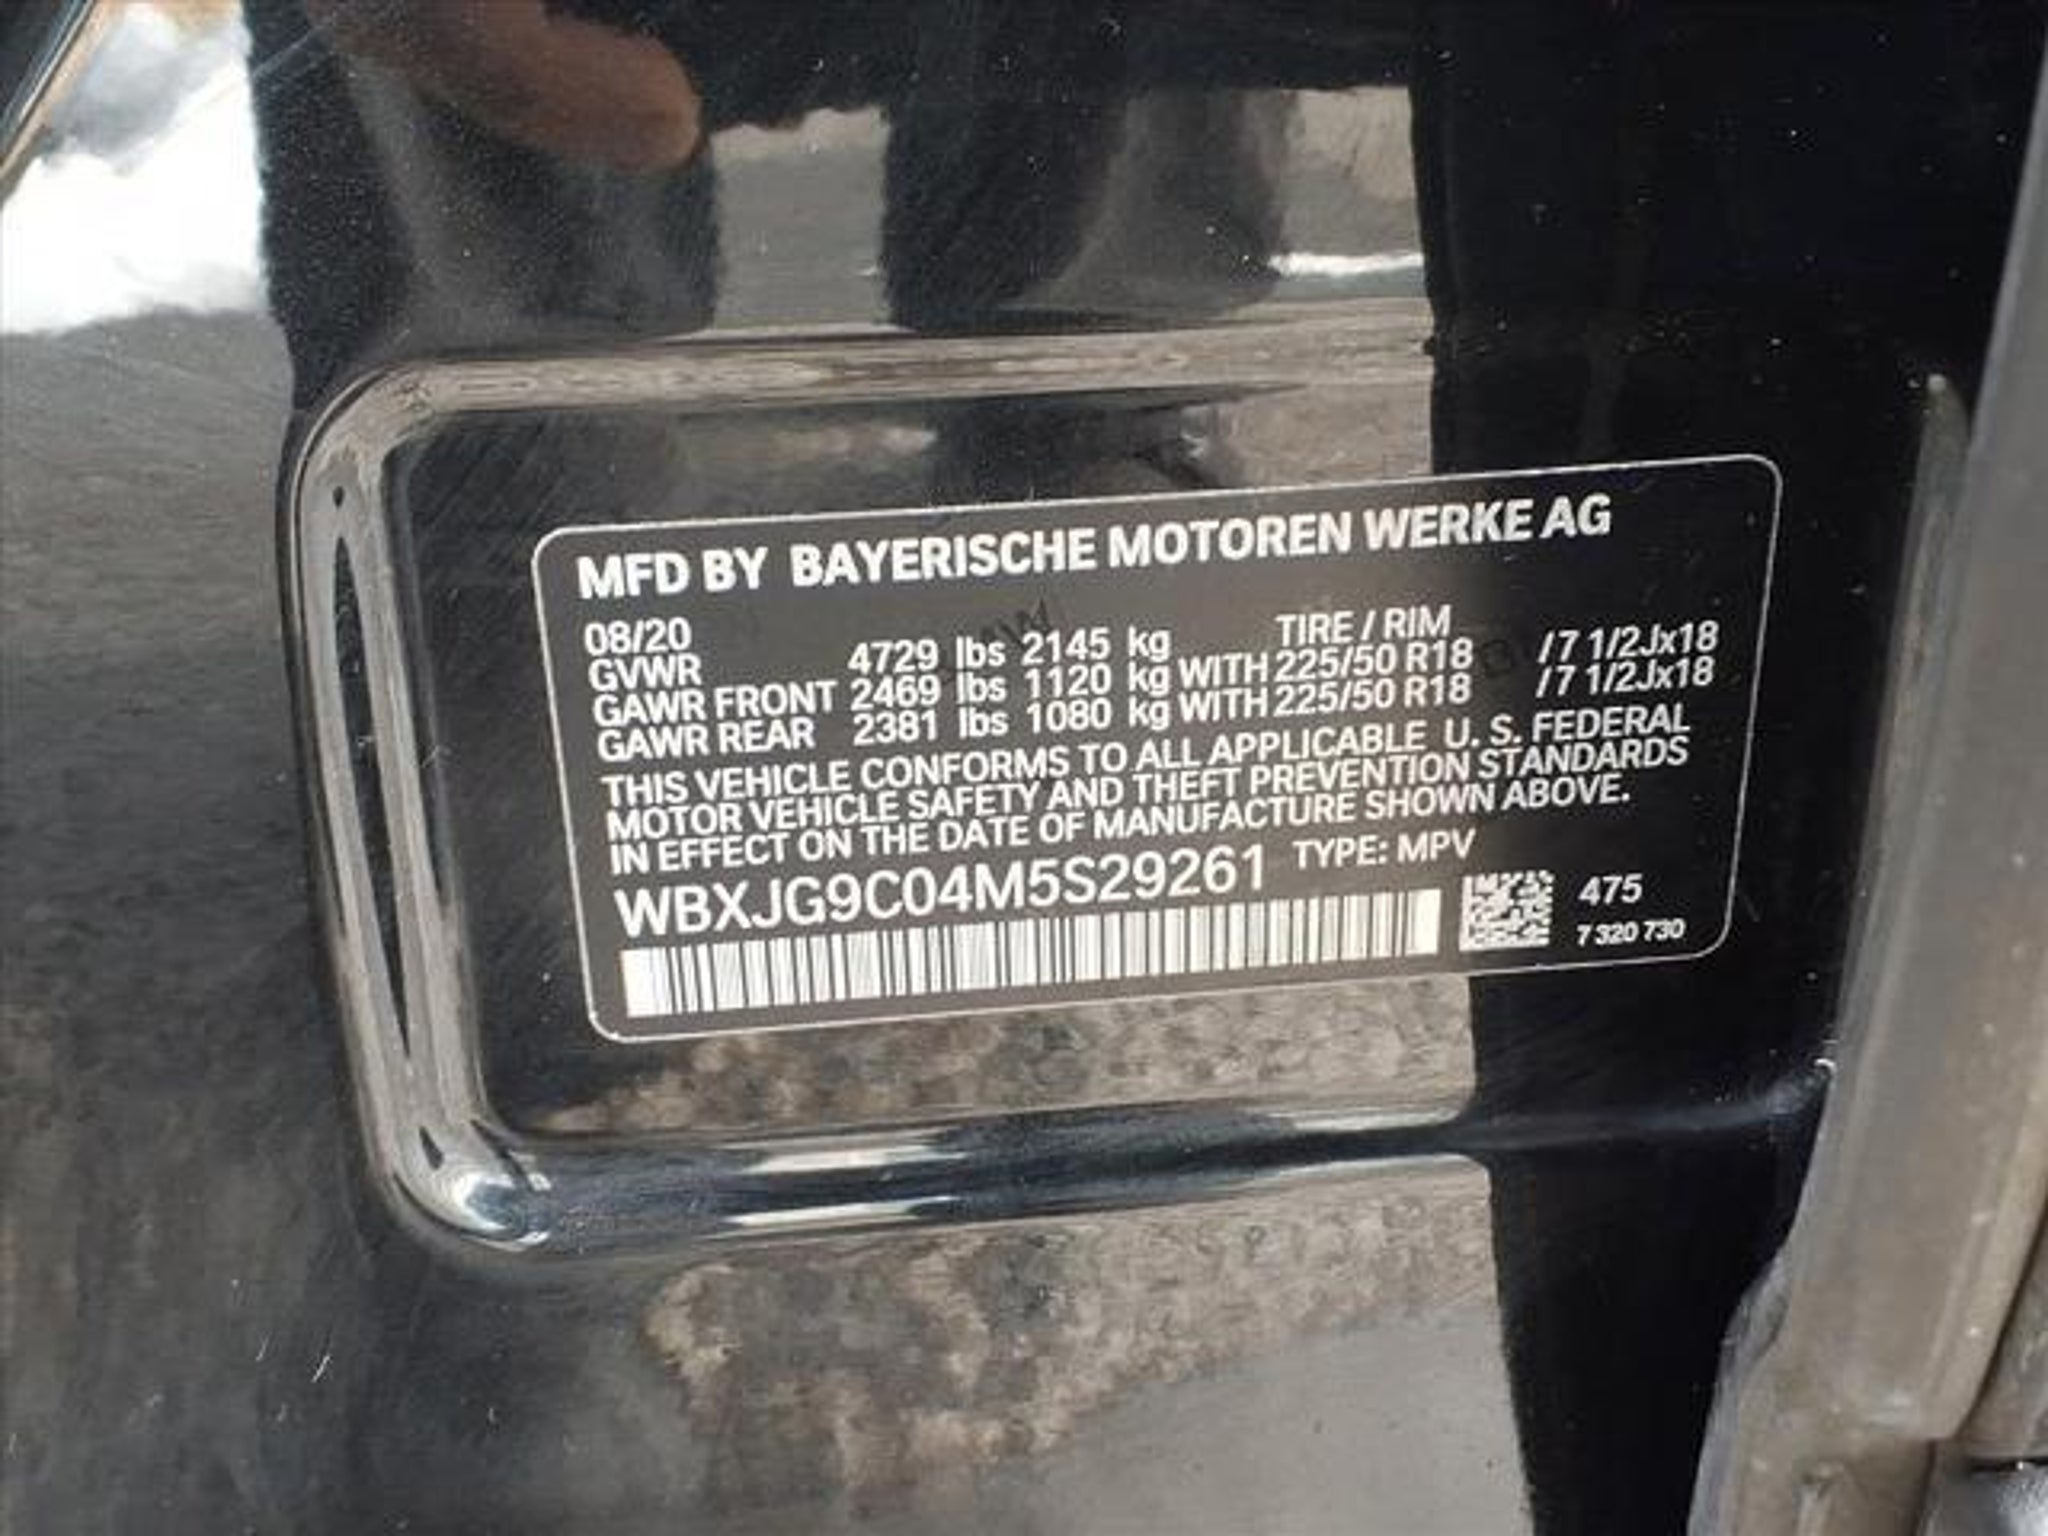 MFD BY BAYERISCHE MOTOREN WERKE AG
08/20 TIRE / RIM
GVWR 4729 lbs 2145 kg
GAWR FRONT 2469 lbs 1120 kg WITH 225/50 R18 /7 1/2Jx18
GAWR REAR 2381 lbs 1080 kg WITH 225/50 R18 /7 1/2Jx18
THIS VEHICLE CONFORMS TO ALL APPLICABLE U. S. FEDERAL
MOTOR VEHICLE SAFETY AND THEFT PREVENTION STANDARDS
IN EFFECT ON THE DATE OF MANUFACTURE SHOWN ABOVE.
WBXJG9C04M5S29261 TYPE: MPV
475
7 320 730